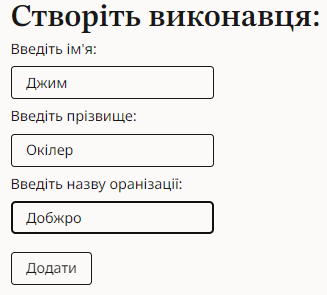 Створіть виконавця:
Введіть ім'я:
Джим
Введіть прізвище:
Окілер
Введіть назву оранізації:
Добжро
Додати